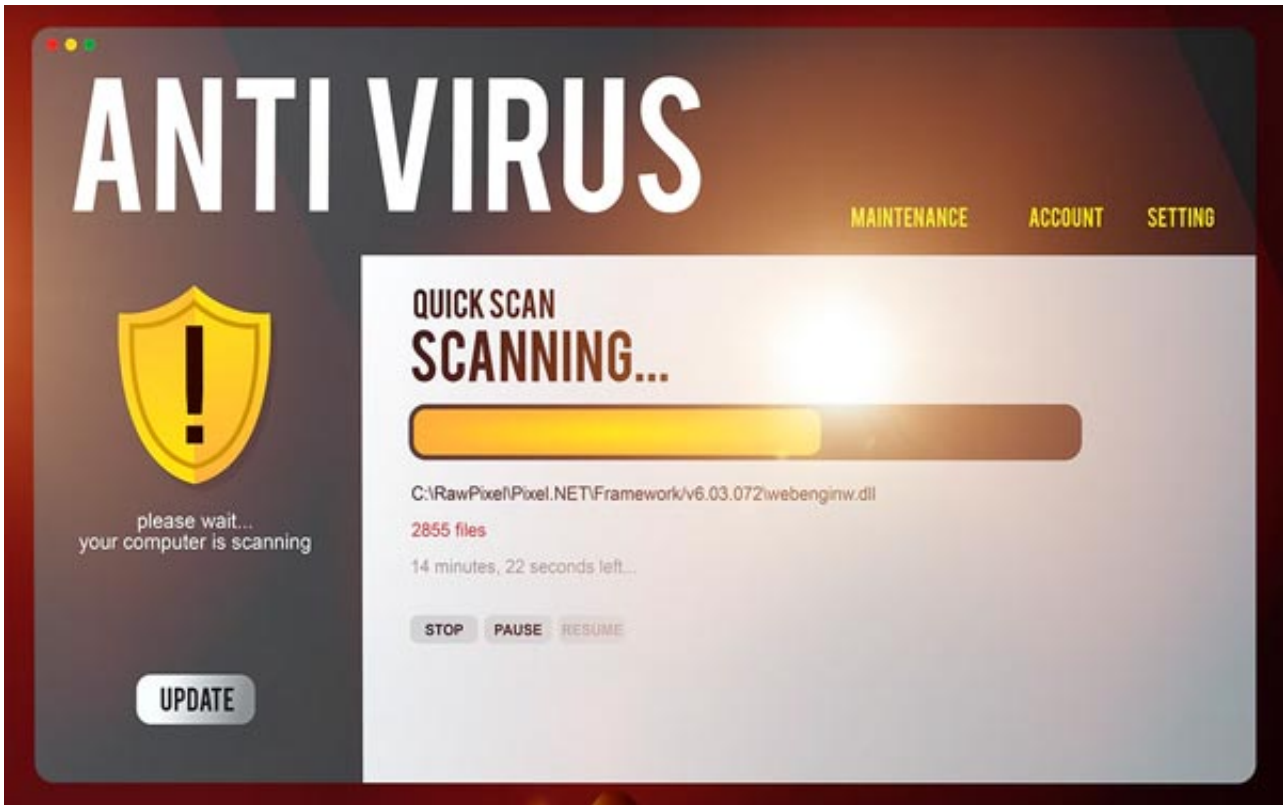 ANTI VIRUS
MAINTENANCE ACCOUNT SETTING
QUICK SCAN
SCANNING...
C:\RawPixel\Pixel.NET\Framework/v6.03.072\webenginw.dll
2855 files
14 minutes, 22 seconds left...
STOP PAUSE RESUME
please wait...
your computer is scanning
UPDATE